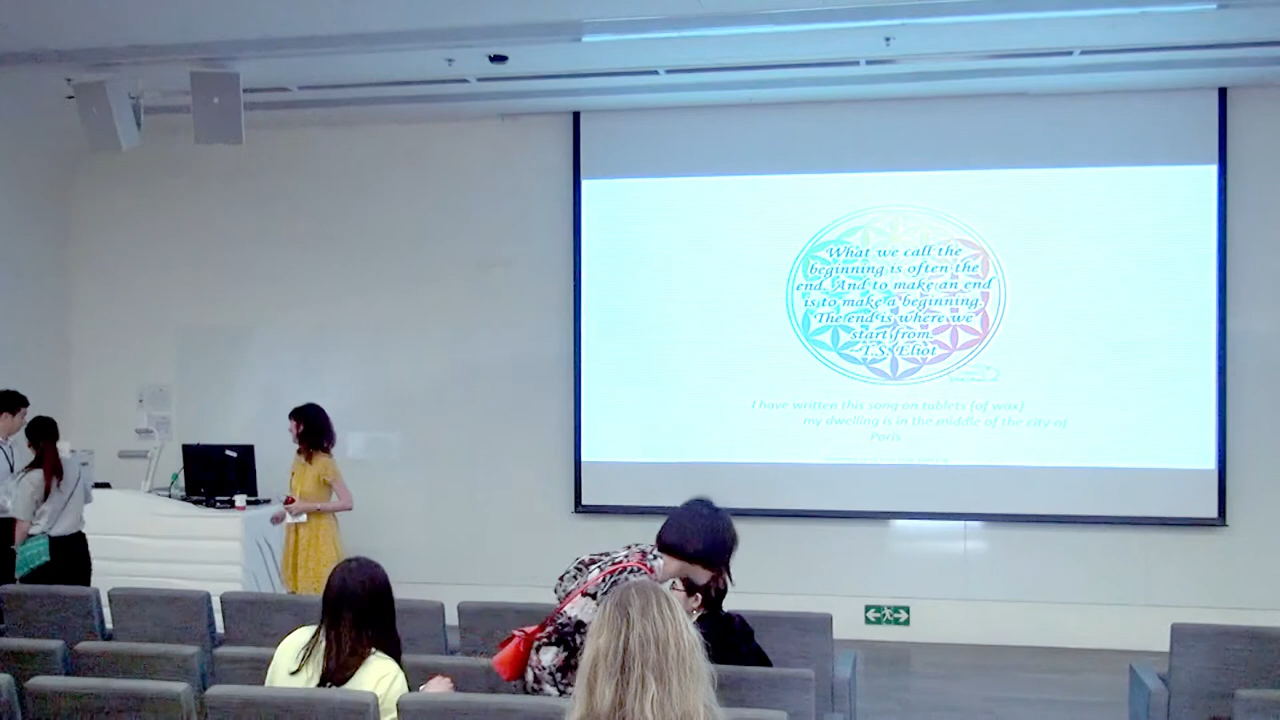 What we call the
beginning is often the
end. And to make an end
is to make a beginning.
The end is where we
start from.
~T.S. Eliot
I have written this song on tablets (of wax)
my dwelling is in the middle of the city of
Paris